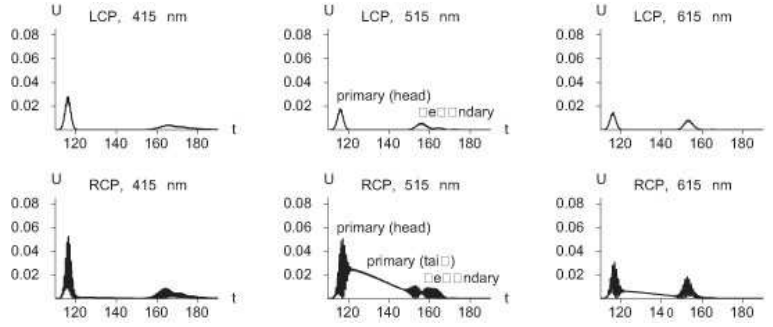 U LCP, 415 nm
0.08
0.06
0.04
0.02
120 140 160 180 t
U LCP, 515 nm
0.08
0.06
0.04
0.02
primary (head)
□e□□ndary
120 140 160 180 t
U LCP, 615 nm
0.08
0.06
0.04
0.02
120 140 160 180 t
U RCP, 415 nm
0.08
0.06
0.04
0.02
120 140 160 180 t
U RCP, 515 nm
0.08
0.06
0.04
0.02
primary (head)
primary (tai□)
□e□□ndary
120 140 160 180 t
U RCP, 615 nm
0.08
0.06
0.04
0.02
120 140 160 180 t